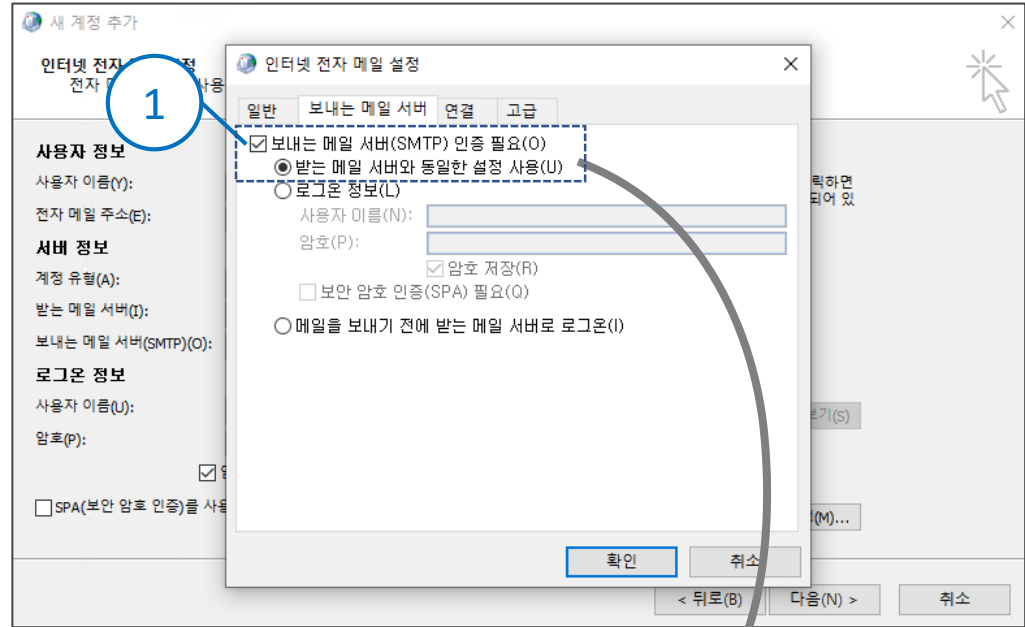 새 계정 추가
인터넷 전자
정
전자
사용
1
인터넷 전자 메일 설정
일반
보내는 메일 서버
연결
고급
보내는 메일 서버(SMTP) 인증 필요(O)
받는 메일 서버와 동일한 설정 사용(U)
로그온 정보(L)
사용자 이름(N):
암호(P):
암호 저장(R)
보안 암호 인증(SPA) 필요(Q)
메일을 보내기 전에 받는 메일 서버로 로그온(I)
확인
취소
사용자 정보
사용자 이름(Y):
릭하면
되어 있
전자 메일 주소(E):
서버 정보
계정 유형(A):
받는 메일 서버(I):
보내는 메일 서버(SMTP)(O):
로그온 정보
사용자 이름(U):
보기(S)
암호(P):
SPA(보안 암호 인증)를 사용
(M)...
< 뒤로(B)
다음(N) >
취소